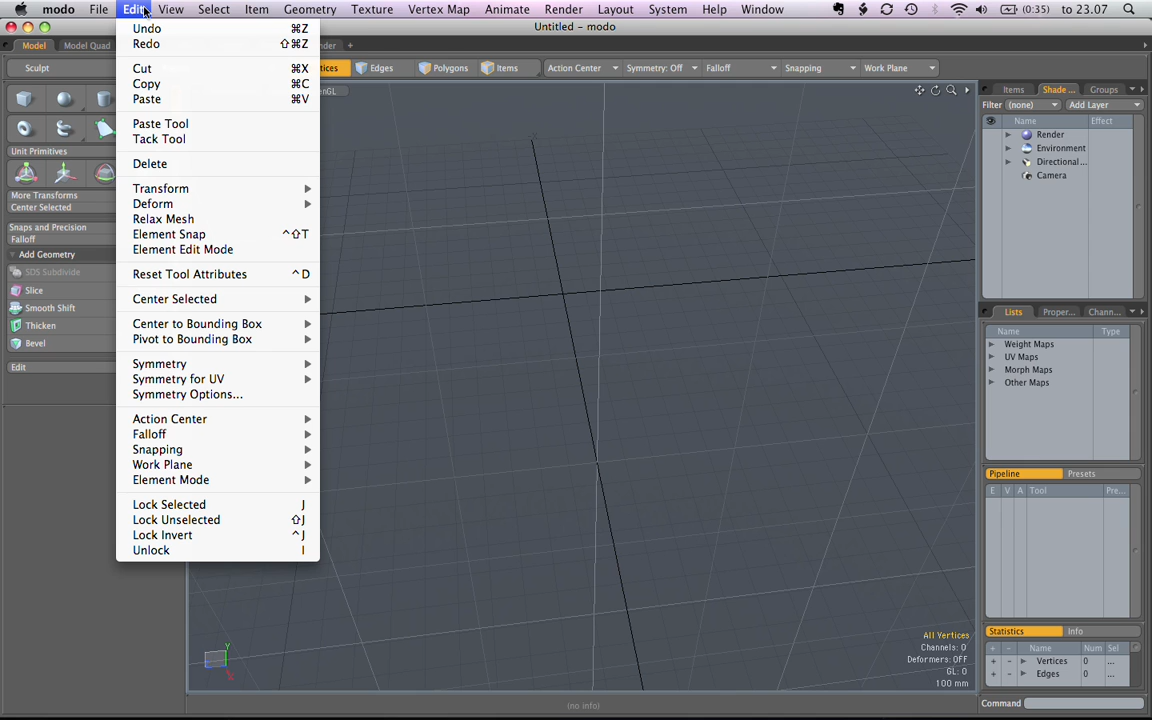 modo File Edit View Select Item Geometry Texture Vertex Map Animate Render Layout System Help Window (0:35) to 23.07
Untitled – modo
Model Model Quad nder +
Sculpt tices Edges Polygons Items Action Center Symmetry: Off Falloff Snapping Work Plane
Undo ⌘Z
Redo ⇧⌘Z
Cut ⌘X
Copy ⌘C
Paste ⌘V
Paste Tool
Tack Tool
Delete
Transform
Deform
Relax Mesh
Element Snap ^⇧T
Element Edit Mode
Reset Tool Attributes ^D
Center Selected
Center to Bounding Box
Pivot to Bounding Box
Symmetry
Symmetry for UV
Symmetry Options...
Action Center
Falloff
Snapping
Work Plane
Element Mode
Lock Selected J
Lock Unselected ⇧J
Lock Invert ^J
Unlock I
Unit Primitives
More Transforms
Center Selected
Snaps and Precision
Falloff
Add Geometry
SDS Subdivide
Slice
Smooth Shift
Thicken
Bevel
Edit
enGL
Y
X
All Vertices
Channels: 0
Deformers: OFF
GL: 0
100 mm
(no info)
Items Shade ... Groups
Filter (none) Add Layer
Name Effect
Render
Environment
Directional...
Camera
Lists Proper... Chann...
Name Type
Weight Maps
UV Maps
Morph Maps
Other Maps
Pipeline Presets
E V A Tool Pre...
Statistics Info
+ – Name Num Sel
+ – Vertices 0 ...
+ – Edges 0 ...
Command